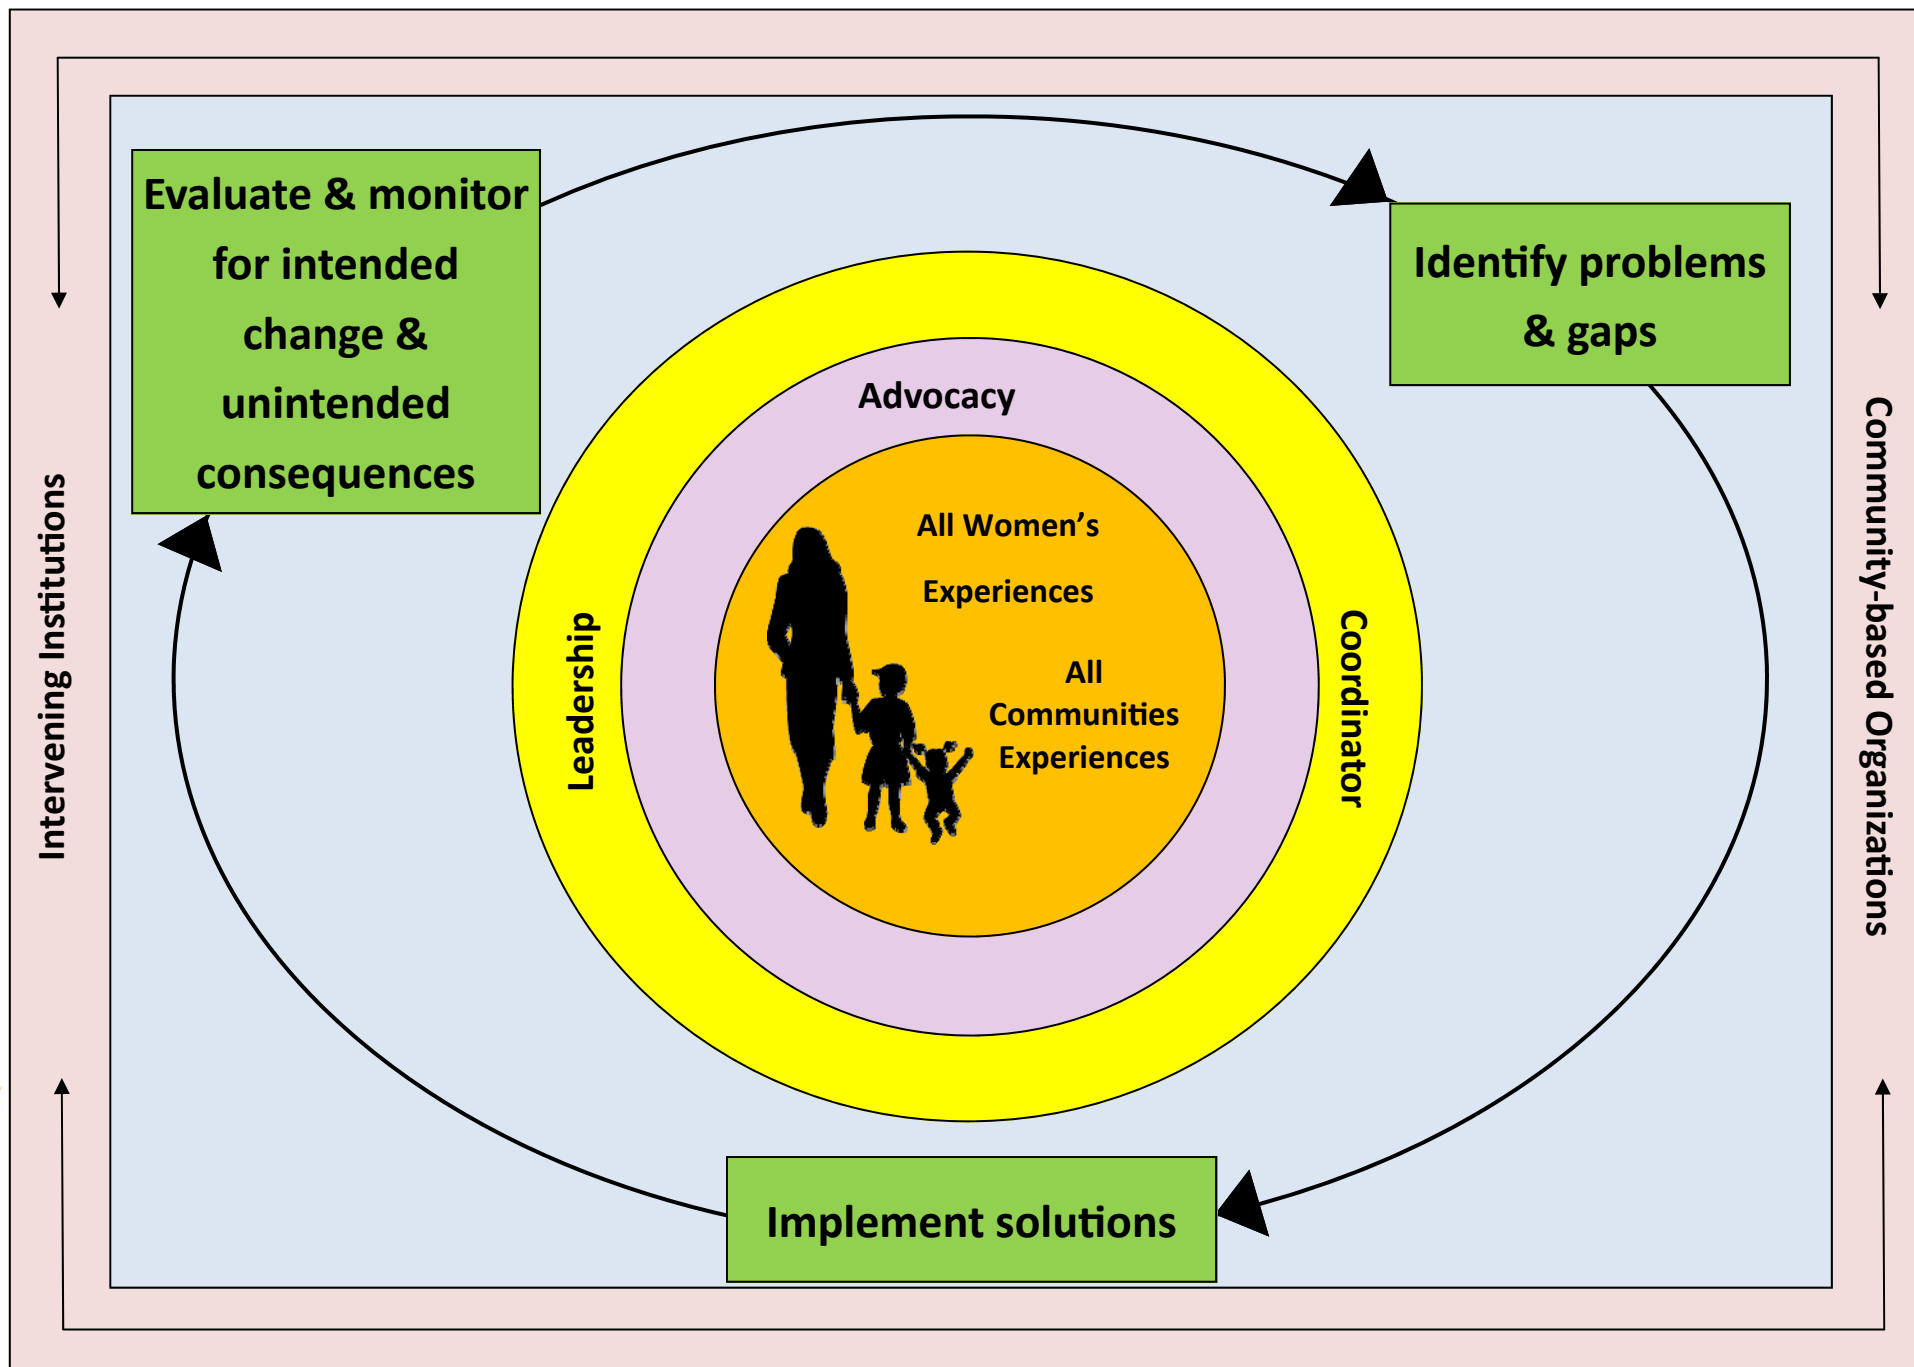 Evaluate & monitor
for intended
change &
unintended
consequences
Identify problems
& gaps
Advocacy
All Women’s
Experiences
All
Communities
Experiences
Leadership
Coordinator
Intervening Institutions
Community-based Organizations
Implement solutions